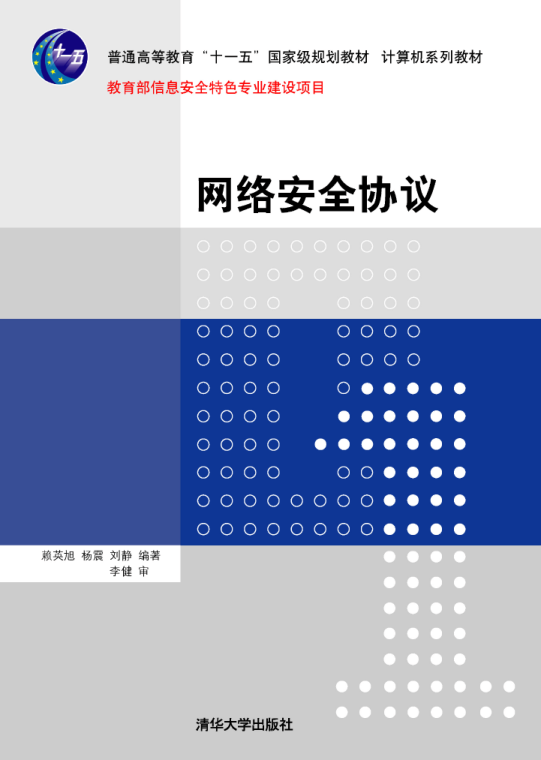 十一五
普通高等教育“十一五”国家级规划教材 计算机系列教材
教育部信息安全特色专业建设项目
网络安全协议
赖英旭 杨震 刘静 编著
李健 审
清华大学出版社